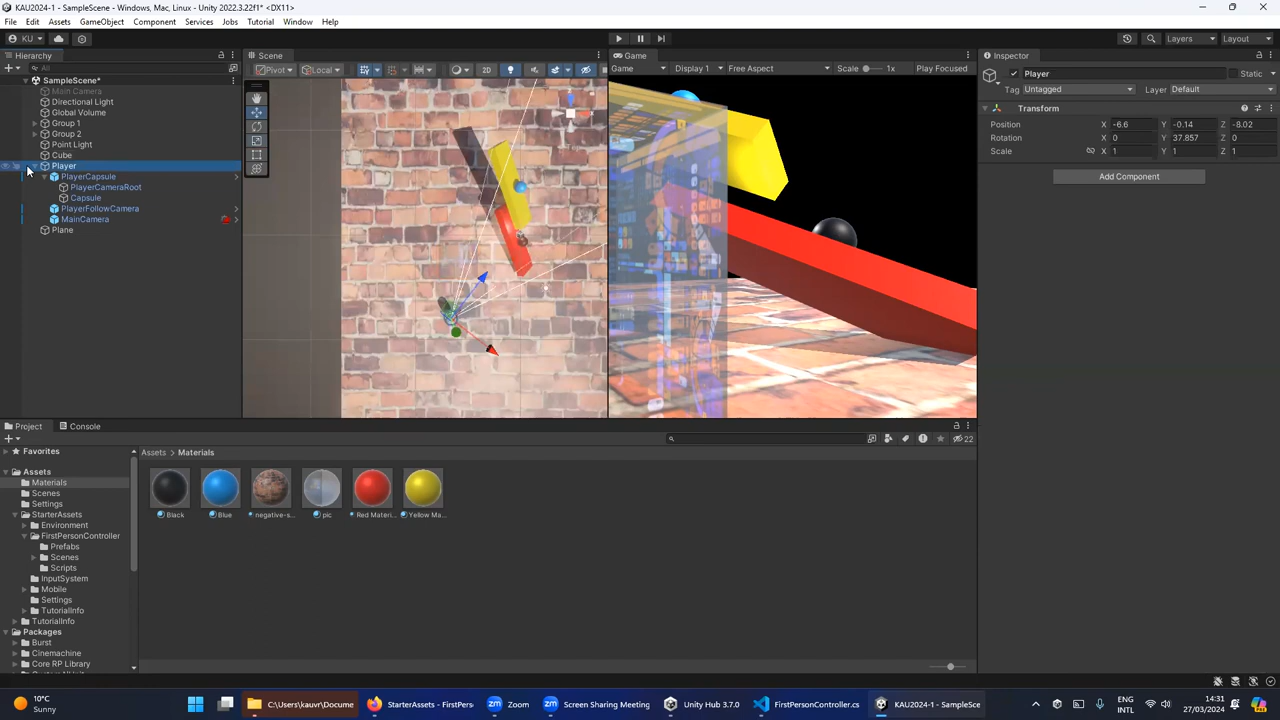 KAU2024-1 - SampleScene - Windows, Mac, Linux - Unity 2022.3.22f1* <DX11>
File Edit Assets GameObject Component Services Jobs Tutorial Window Help
KU Layers Layout
Hierarchy Scene Game Inspector
All Pivot Local 2D Game Display 1 Free Aspect Scale 1x Play Focused Player Static
SampleScene*
Tag Untagged Layer Default
Main Camera
Directional Light
Transform
Global Volume
Group 1
Position X -6.6 Y -0.14 Z -8.02
Group 2
Rotation X 0 Y 37.857 Z 0
Point Light
Top
Scale X 1 Y 1 Z 1
Cube
Player
PlayerCapsule
Add Component
PlayerCameraRoot
Capsule
PlayerFollowCamera
MainCamera
Plane
Project Console
22
Favorites
Assets > Materials
Assets
Materials
Scenes
Settings
StarterAssets
Black Blue negative-s... pic Red Materi... Yellow Ma...
Environment
FirstPersonController
Prefabs
Scenes
Scripts
InputSystem
Mobile
Settings
TutorialInfo
TutorialInfo
Packages
Burst
Cinemachine
Core RP Library
10°C
Sunny
C:\Users\kauvr\Docume
StarterAssets - FirstPers
Zoom
Screen Sharing Meeting
Unity Hub 3.7.0
FirstPersonController.cs
KAU2024-1 - SampleSce
ENG
INTL
14:31
27/03/2024